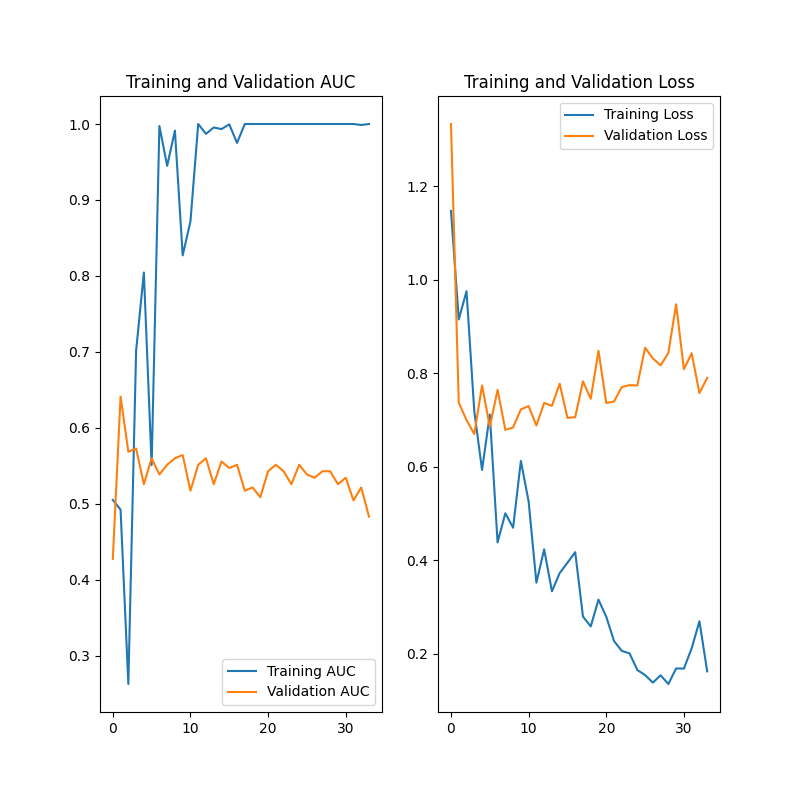 Training and Validation AUC
1.0
0.9
0.8
0.7
0.6
0.5
0.4
0.3
0 10 20 30
Training AUC
Validation AUC
Training and Validation Loss
Training Loss
Validation Loss
1.2
1.0
0.8
0.6
0.4
0.2
0 10 20 30